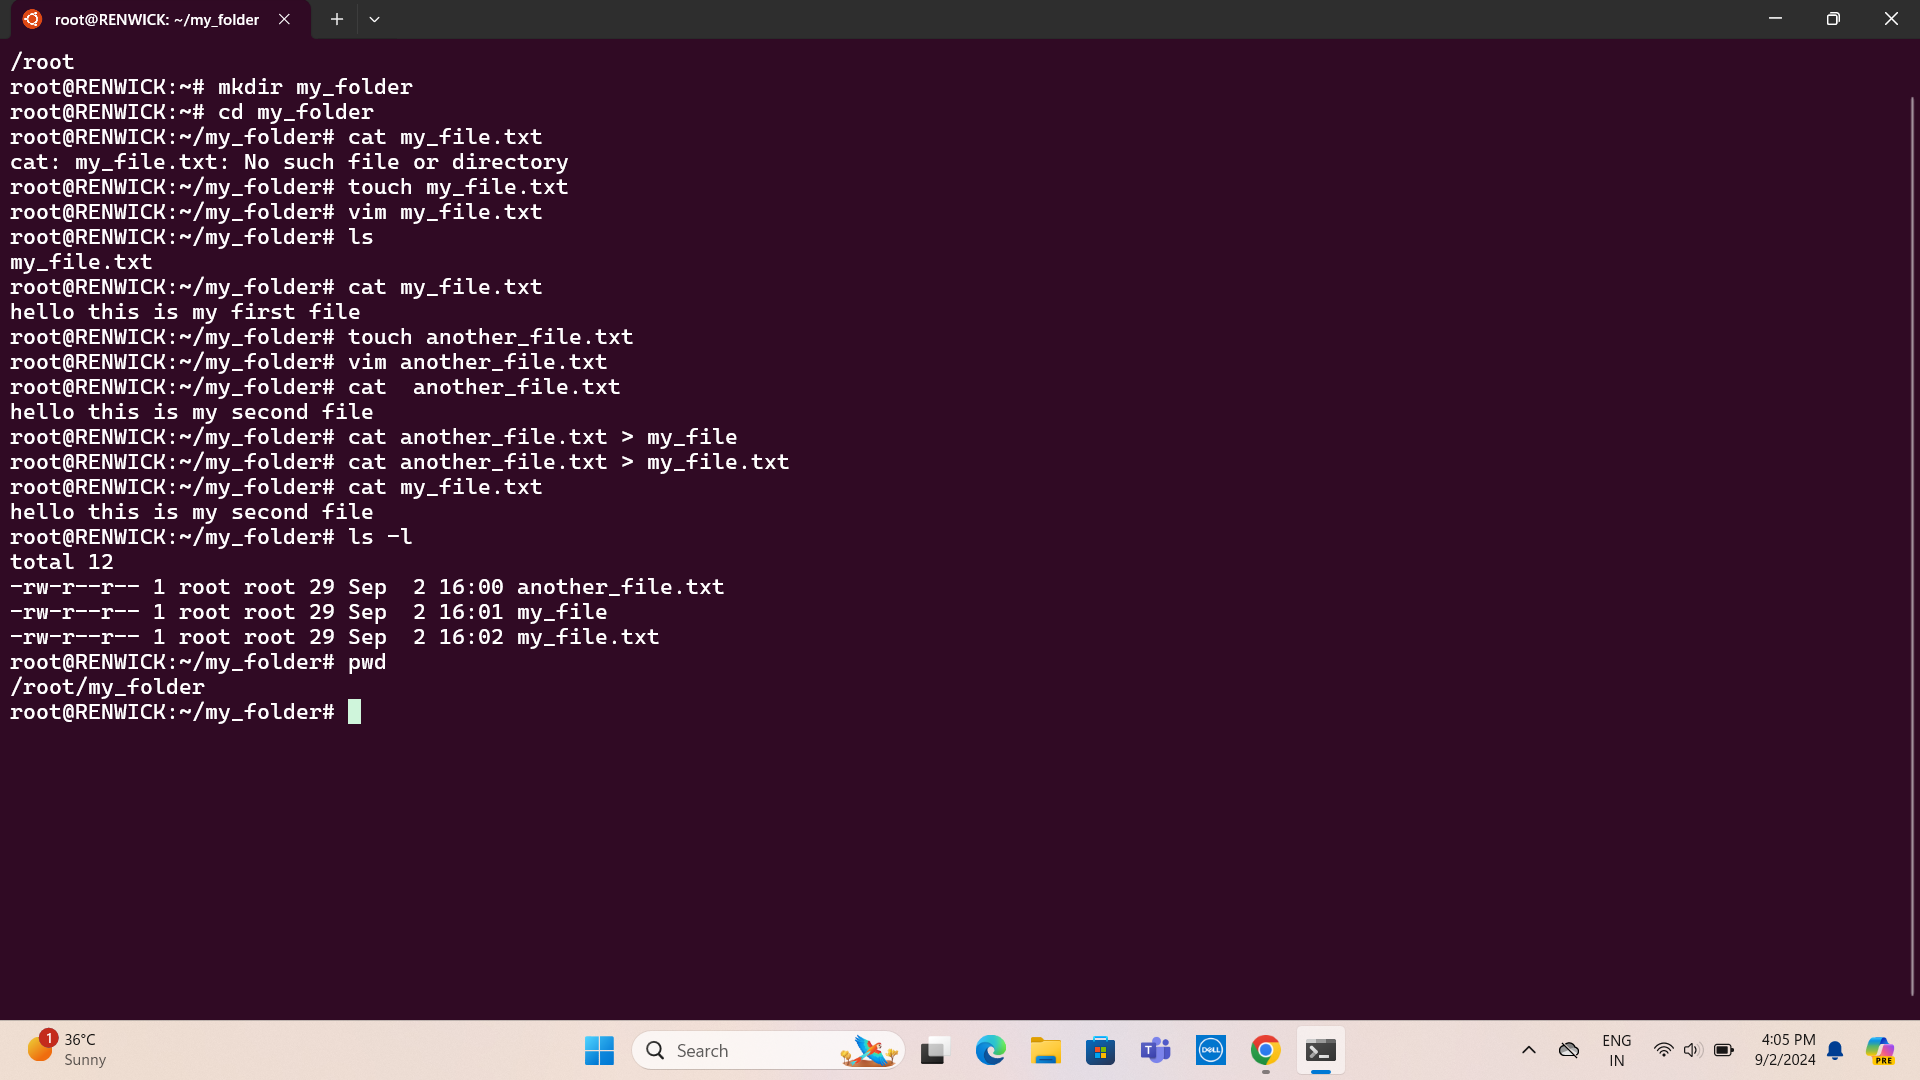 root@RENWICK: ~/my_folder
/root
root@RENWICK:~# mkdir my_folder
root@RENWICK:~# cd my_folder
root@RENWICK:~/my_folder# cat my_file.txt
cat: my_file.txt: No such file or directory
root@RENWICK:~/my_folder# touch my_file.txt
root@RENWICK:~/my_folder# vim my_file.txt
root@RENWICK:~/my_folder# ls
my_file.txt
root@RENWICK:~/my_folder# cat my_file.txt
hello this is my first file
root@RENWICK:~/my_folder# touch another_file.txt
root@RENWICK:~/my_folder# vim another_file.txt
root@RENWICK:~/my_folder# cat  another_file.txt
hello this is my second file
root@RENWICK:~/my_folder# cat another_file.txt > my_file
root@RENWICK:~/my_folder# cat another_file.txt > my_file.txt
root@RENWICK:~/my_folder# cat my_file.txt
hello this is my second file
root@RENWICK:~/my_folder# ls -l
total 12
-rw-r--r-- 1 root root 29 Sep  2 16:00 another_file.txt
-rw-r--r-- 1 root root 29 Sep  2 16:01 my_file
-rw-r--r-- 1 root root 29 Sep  2 16:02 my_file.txt
root@RENWICK:~/my_folder# pwd
/root/my_folder
root@RENWICK:~/my_folder#
1
36°C
Sunny
Search
T
DELL
ENG
IN
4:05 PM
9/2/2024
PRE